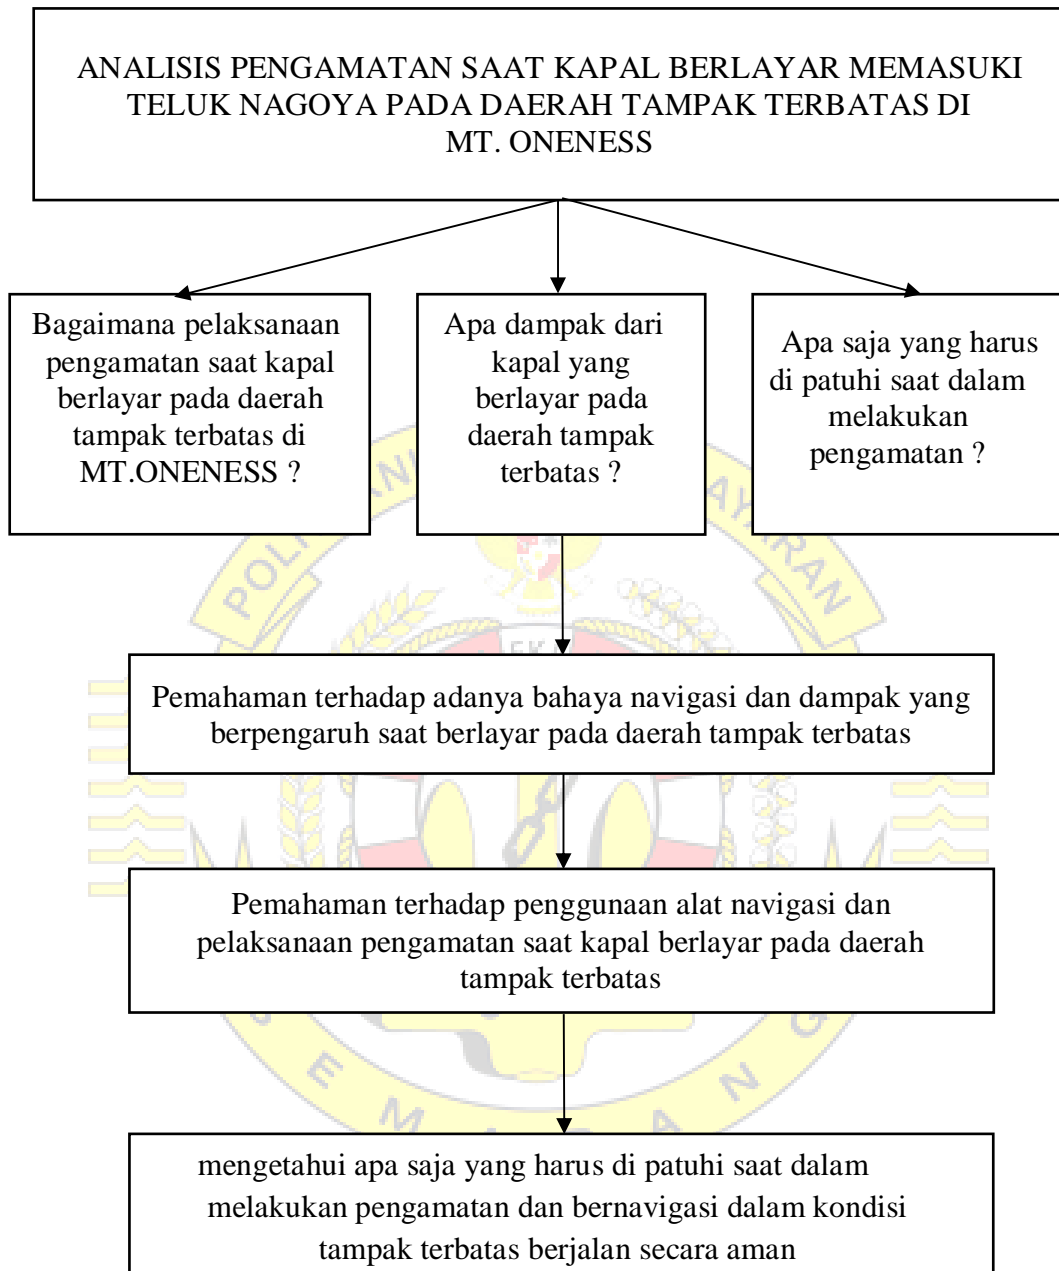 ANALISIS PENGAMATAN SAAT KAPAL BERLAYAR MEMASUKI
TELUK NAGOYA PADA DAERAH TAMPAK TERBATAS DI
MT. ONENESS
Bagaimana pelaksanaan
pengamatan saat kapal
berlayar pada daerah
tampak terbatas di
MT.ONENESS ?
Apa dampak dari
kapal yang
berlayar pada
daerah tampak
terbatas ?
Apa saja yang harus
di patuhi saat dalam
melakukan
pengamatan ?
Pemahaman terhadap adanya bahaya navigasi dan dampak yang
berpengaruh saat berlayar pada daerah tampak terbatas
Pemahaman terhadap penggunaan alat navigasi dan
pelaksanaan pengamatan saat kapal berlayar pada daerah
tampak terbatas
mengetahui apa saja yang harus di patuhi saat dalam
melakukan pengamatan dan bernavigasi dalam kondisi
tampak terbatas berjalan secara aman